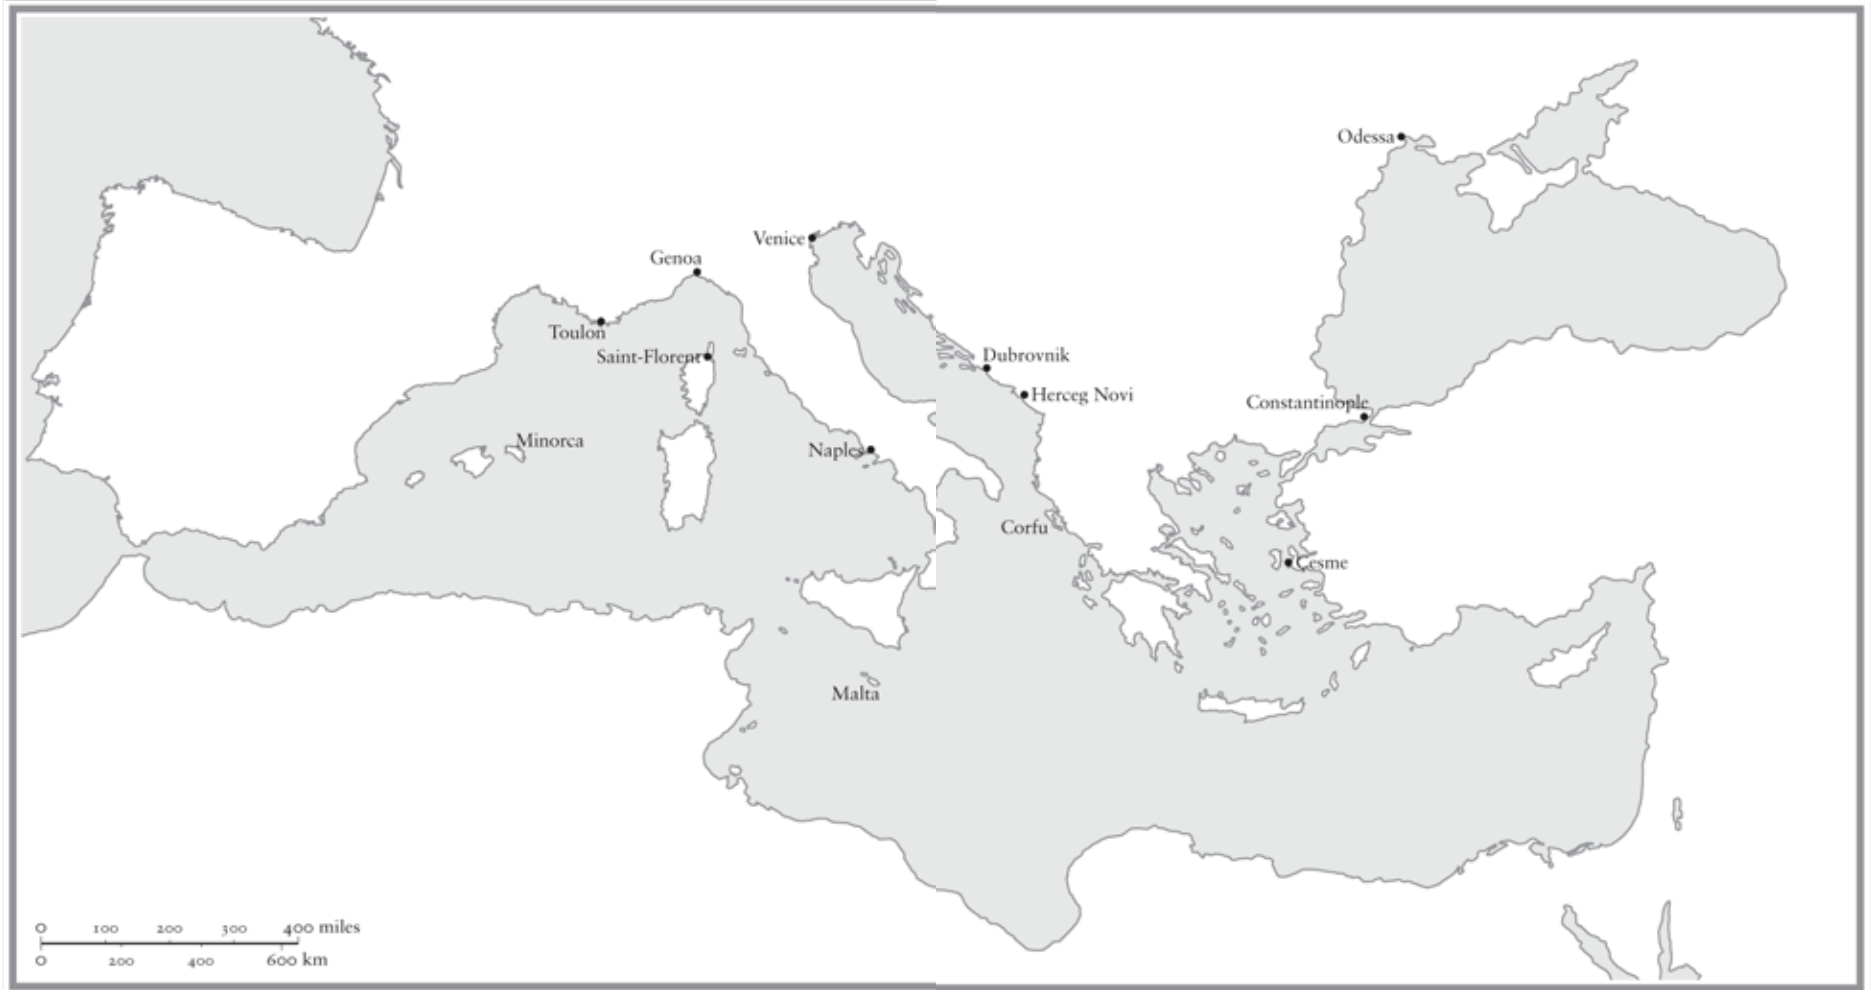 Odessa
Venice
Genoa
Toulon
Saint-Florent
Dubrovnik
Herceg Novi
Constantinople
Minorca
Naples
Corfu
Çesme
Malta
0 100 200 300 400 miles
0 200 400 600 km